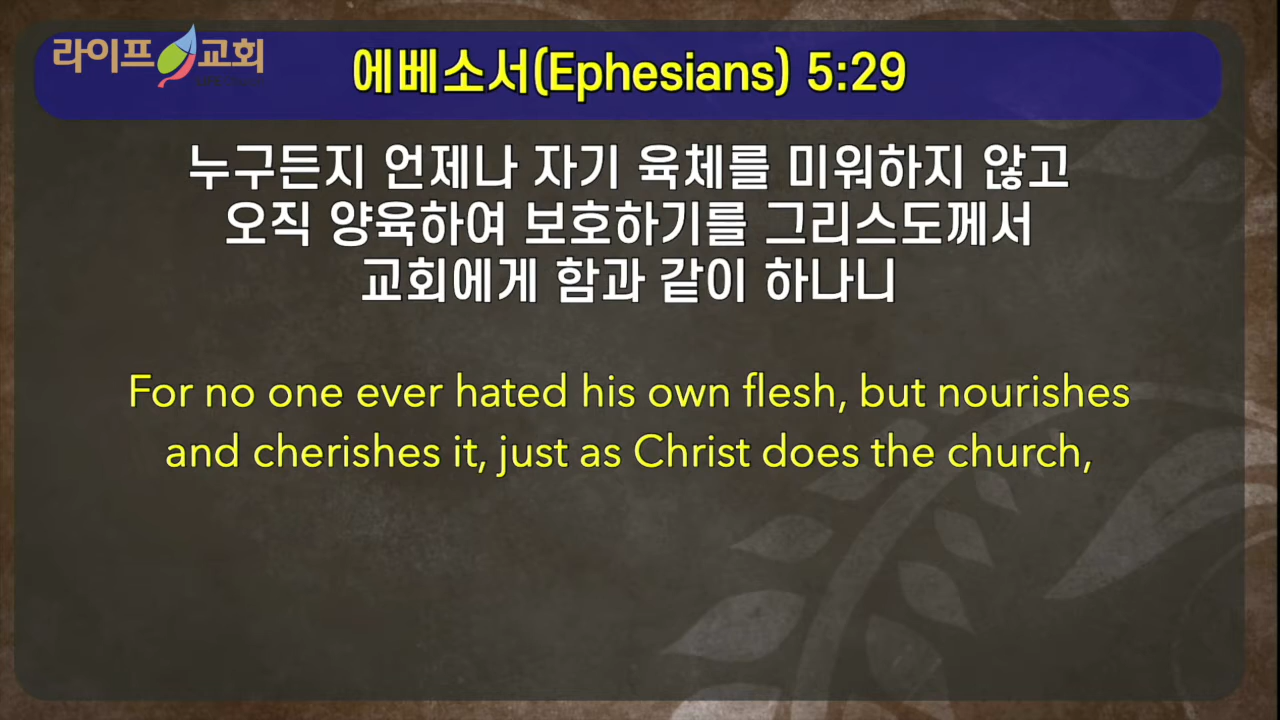 라이프교회
에베소서(Ephesians) 5:29
누구든지 언제나 자기 육체를 미워하지 않고
오직 양육하여 보호하기를 그리스도께서
교회에게 함과 같이 하나니
For no one ever hated his own flesh, but nourishes
and cherishes it, just as Christ does the church,